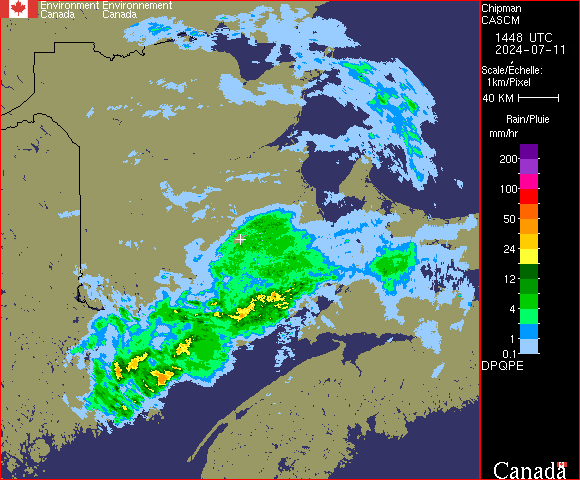 Environment Environnement
Canada Canada
Chipman
CASCM
1448 UTC
2024-07-11
Scale/Échelle:
1km/Pixel
40 KM
Rain/Pluie
mm/hr
200
100
50
24
12
4
1
0.1
DPQPE
Canada